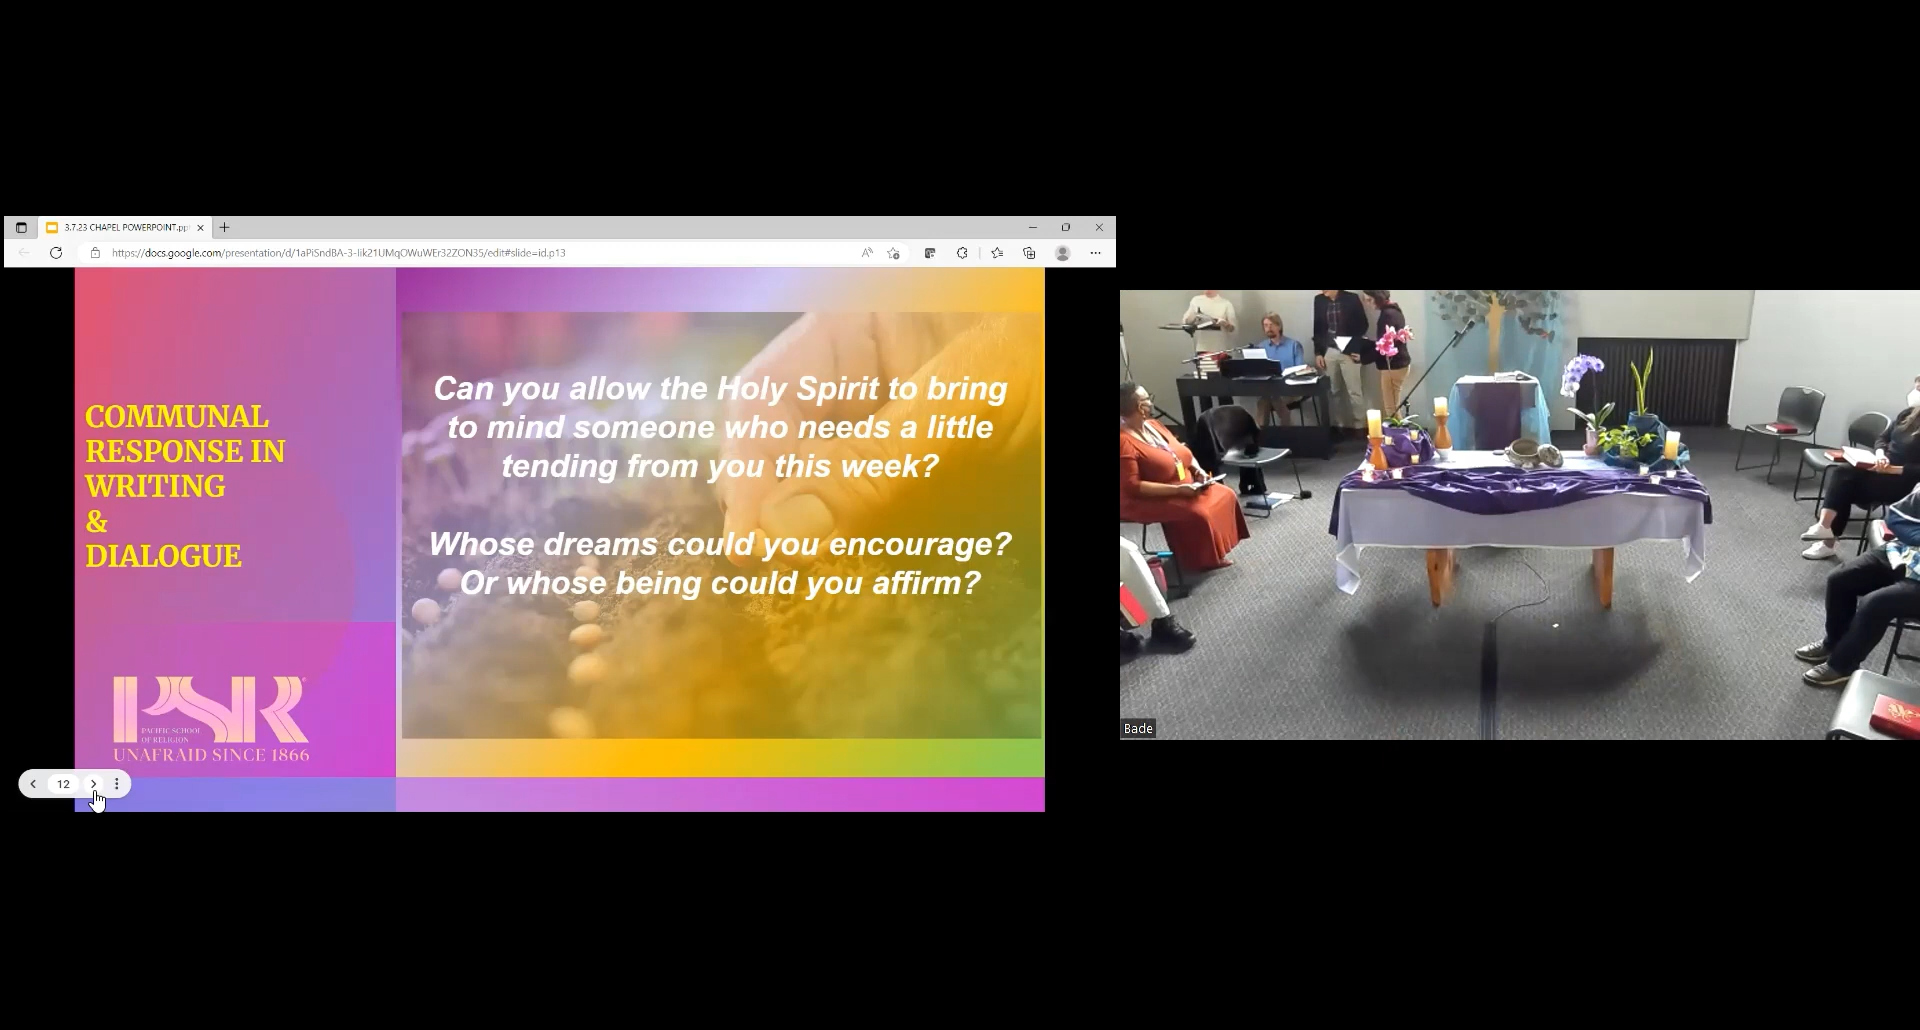 3.7.23 CHAPEL POWERPOINT.pp
https://docs.google.com/presentation/d/1aPiSndBA-3-Iik21UMqOWuWEr32ZON35/edit#slide=id.p13
COMMUNAL
RESPONSE IN
WRITING
&
DIALOGUE
PSR
PACIFIC SCHOOL
OF RELIGION
UNAFRAID SINCE 1866
12
Can you allow the Holy Spirit to bring
to mind someone who needs a little
tending from you this week?
Whose dreams could you encourage?
Or whose being could you affirm?
Bade